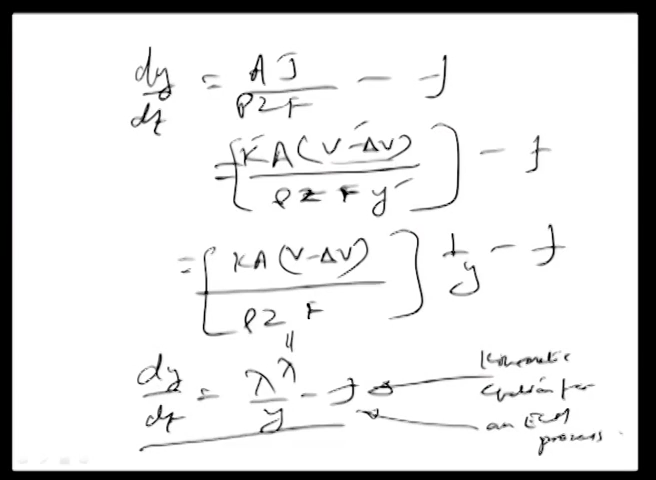 dy/dt = AJ/ρZF - f
= [KA(V-ΔV)/ρZFy] - f
= [KA(V-ΔV)/ρZF] 1/y - f
λ
dy/dt = λ/y - f
Kinematic
equation for
an ECM
process.